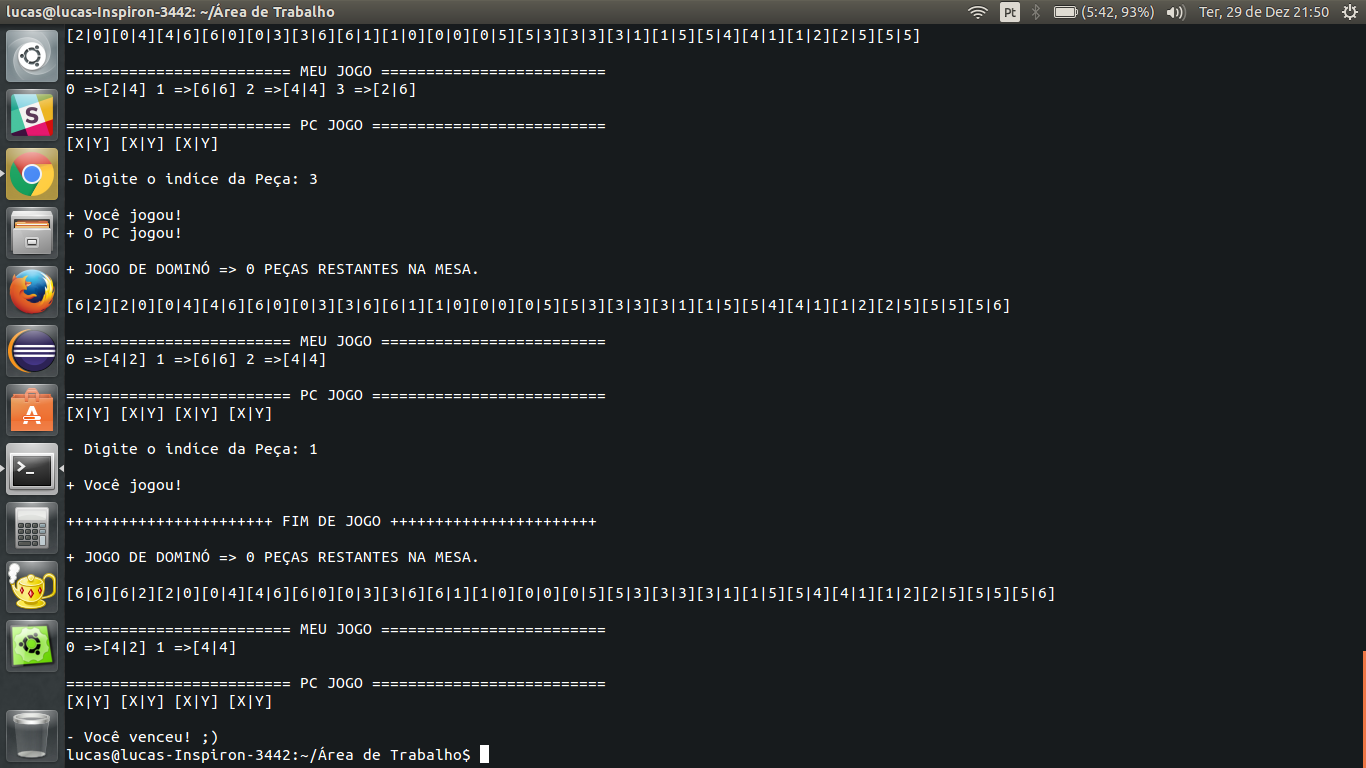 lucas@lucas-Inspiron-3442: ~/Área de Trabalho Pt (5:42, 93%) Ter, 29 de Dez 21:50
[2|0][0|4][4|6][6|0][0|3][3|6][6|1][1|0][0|0][0|5][5|3][3|3][3|1][1|5][5|4][4|1][1|2][2|5][5|5]
========================= MEU JOGO =========================
0 =>[2|4] 1 =>[6|6] 2 =>[4|4] 3 =>[2|6]
========================= PC JOGO ==========================
[X|Y] [X|Y] [X|Y]
- Digite o indíce da Peça: 3
+ Você jogou!
+ O PC jogou!
+ JOGO DE DOMINÓ => 0 PEÇAS RESTANTES NA MESA.
[6|2][2|0][0|4][4|6][6|0][0|3][3|6][6|1][1|0][0|0][0|5][5|3][3|3][3|1][1|5][5|4][4|1][1|2][2|5][5|5][5|6]
========================= MEU JOGO =========================
0 =>[4|2] 1 =>[6|6] 2 =>[4|4]
========================= PC JOGO ==========================
[X|Y] [X|Y] [X|Y] [X|Y]
- Digite o indíce da Peça: 1
+ Você jogou!
+++++++++++++++++++++++ FIM DE JOGO +++++++++++++++++++++++
+ JOGO DE DOMINÓ => 0 PEÇAS RESTANTES NA MESA.
[6|6][6|2][2|0][0|4][4|6][6|0][0|3][3|6][6|1][1|0][0|0][0|5][5|3][3|3][3|1][1|5][5|4][4|1][1|2][2|5][5|5][5|6]
========================= MEU JOGO =========================
0 =>[4|2] 1 =>[4|4]
========================= PC JOGO ==========================
[X|Y] [X|Y] [X|Y] [X|Y]
- Você venceu! ;)
lucas@lucas-Inspiron-3442:~/Área de Trabalho$